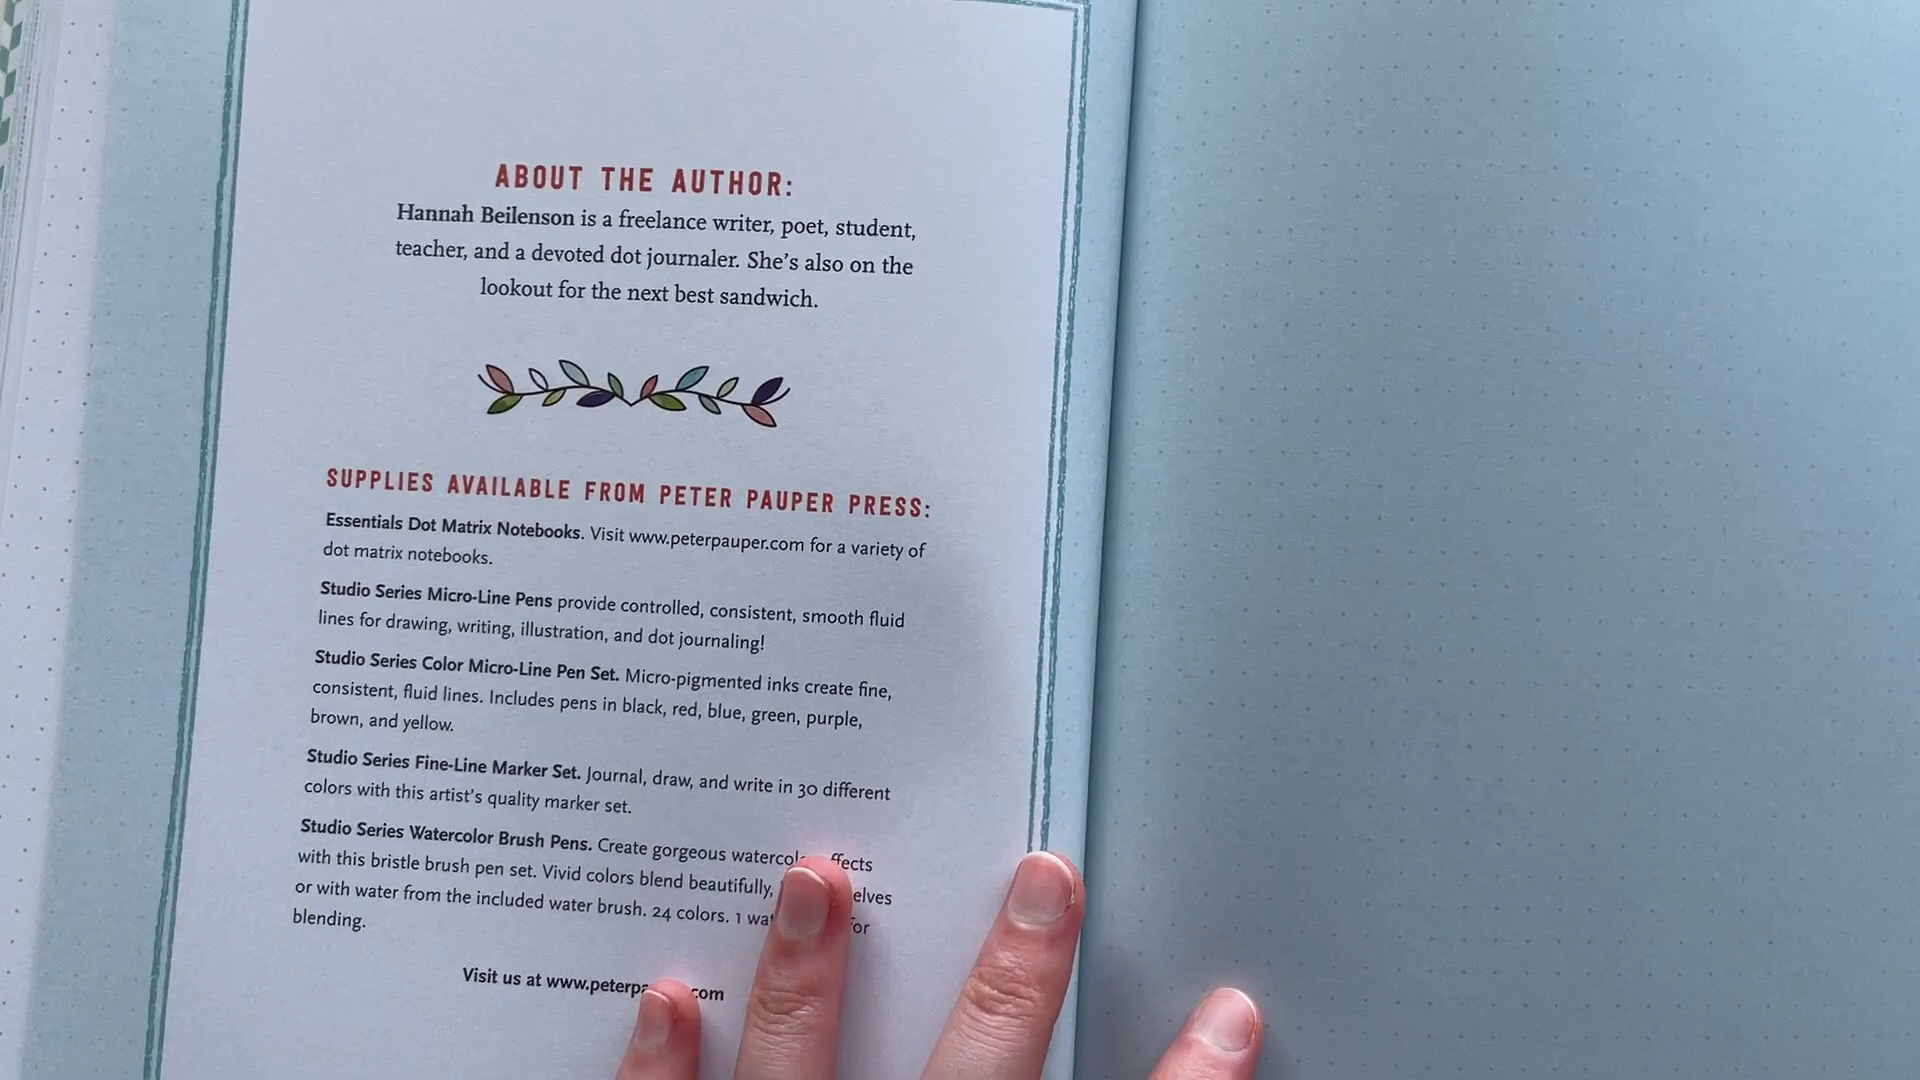 ABOUT THE AUTHOR:
Hannah Beilenson is a freelance writer, poet, student,
teacher, and a devoted dot journaler. She's also on the
lookout for the next best sandwich.
SUPPLIES AVAILABLE FROM PETER PAUPER PRESS:
Essentials Dot Matrix Notebooks. Visit www.peterpauper.com for a variety of
dot matrix notebooks.
Studio Series Micro-Line Pens provide controlled, consistent, smooth fluid
lines for drawing, writing, illustration, and dot journaling!
Studio Series Color Micro-Line Pen Set. Micro-pigmented inks create fine,
consistent, fluid lines. Includes pens in black, red, blue, green, purple,
brown, and yellow.
Studio Series Fine-Line Marker Set. Journal, draw, and write in 30 different
colors with this artist's quality marker set.
Studio Series Watercolor Brush Pens. Create gorgeous
with this bristle brush pen set. Vivid colors blend beautifully,
or with water from the included water brush. 24 colors. 1
blending.
Visit us at